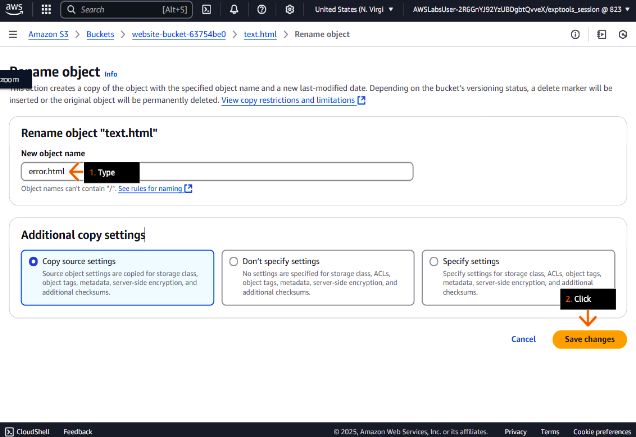 aws
Search [Alt+S]
United States (N. Virgi
AWSLabsUser-2R6GnYJ92YzUBDgbtQvveX/exptools_session @ 823
Amazon S3 > Buckets > website-bucket-63754be0 > text.html > Rename object
Rename object Info
zoom
This action creates a copy of the object with the specified object name and a new last-modified date. Depending on the bucket's versioning status, a delete marker will be
inserted or the original object will be permanently deleted. View copy restrictions and limitations
Rename object "text.html"
New object name
error.html
1. Type
Object names can't contain "/". See rules for naming
Additional copy settings
Copy source settings
Source object settings are copied for storage class,
object tags, metadata, server-side encryption, and
additional checksums.
Don't specify settings
No settings are specified for storage class, ACLs,
object tags, metadata, server-side encryption, and
additional checksums.
Specify settings
Specify settings for storage class, ACLs, object tags,
metadata, server-side encryption, and additional
checksums.
2. Click
Cancel
Save changes
CloudShell
Feedback
© 2025, Amazon Web Services, Inc. or its affiliates.
Privacy
Terms
Cookie preferences